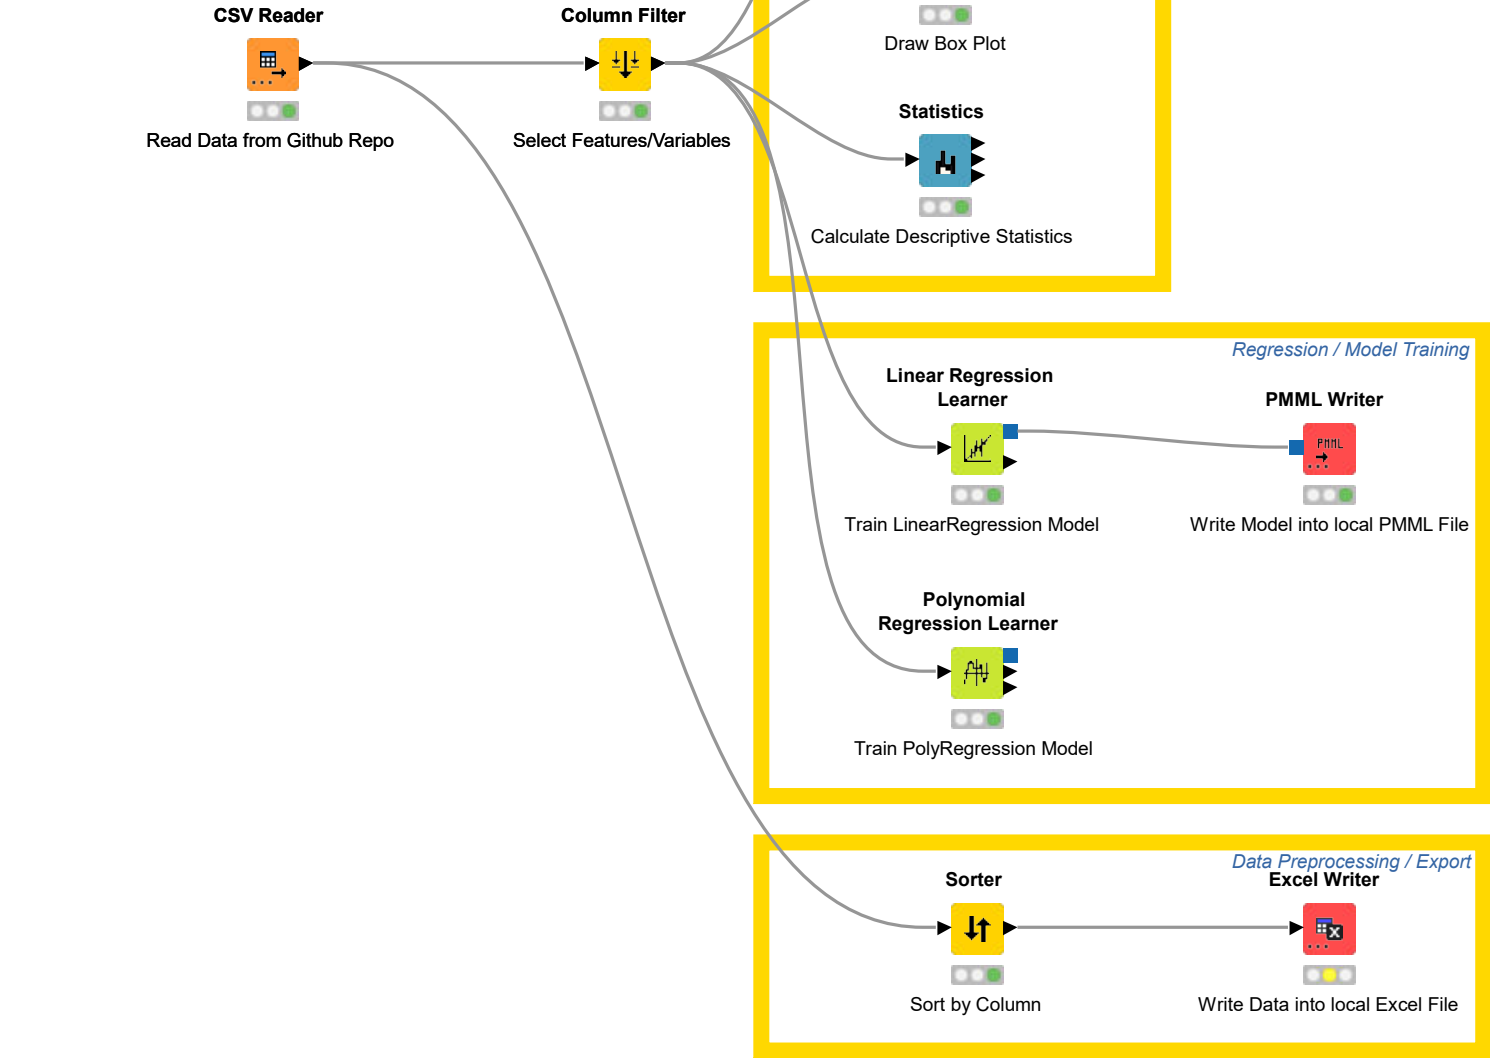 CSV Reader
Read Data from Github Repo
Column Filter
Select Features/Variables
Draw Box Plot
Statistics
Calculate Descriptive Statistics
Regression / Model Training
Linear Regression
Learner
Train LinearRegression Model
PMML Writer
PMML
Write Model into local PMML File
Polynomial
Regression Learner
Train PolyRegression Model
Data Preprocessing / Export
Sorter
Sort by Column
Excel Writer
X
Write Data into local Excel File